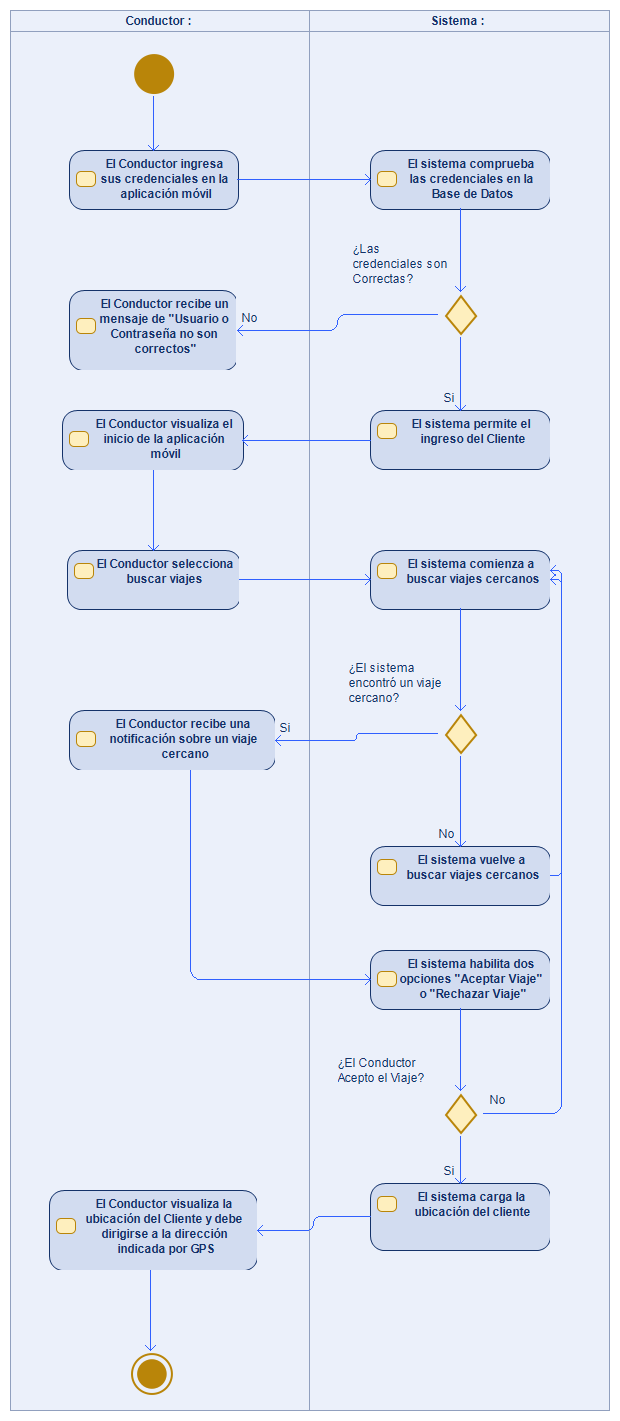 Conductor :
Sistema :
El Conductor ingresa
sus credenciales en la
aplicación móvil
El sistema comprueba
las credenciales en la
Base de Datos
¿Las
credenciales son
Correctas?
El Conductor recibe un
mensaje de "Usuario o
Contraseña no son
correctos"
No
Si
El Conductor visualiza el
inicio de la aplicación
móvil
El sistema permite el
ingreso del Cliente
El Conductor selecciona
buscar viajes
El sistema comienza a
buscar viajes cercanos
¿El sistema
encontró un viaje
cercano?
El Conductor recibe una
notificación sobre un viaje
cercano
Si
No
El sistema vuelve a
buscar viajes cercanos
El sistema habilita dos
opciones "Aceptar Viaje"
o "Rechazar Viaje"
¿El Conductor
Acepto el Viaje?
No
Si
El sistema carga la
ubicación del cliente
El Conductor visualiza la
ubicación del Cliente y debe
dirigirse a la dirección
indicada por GPS